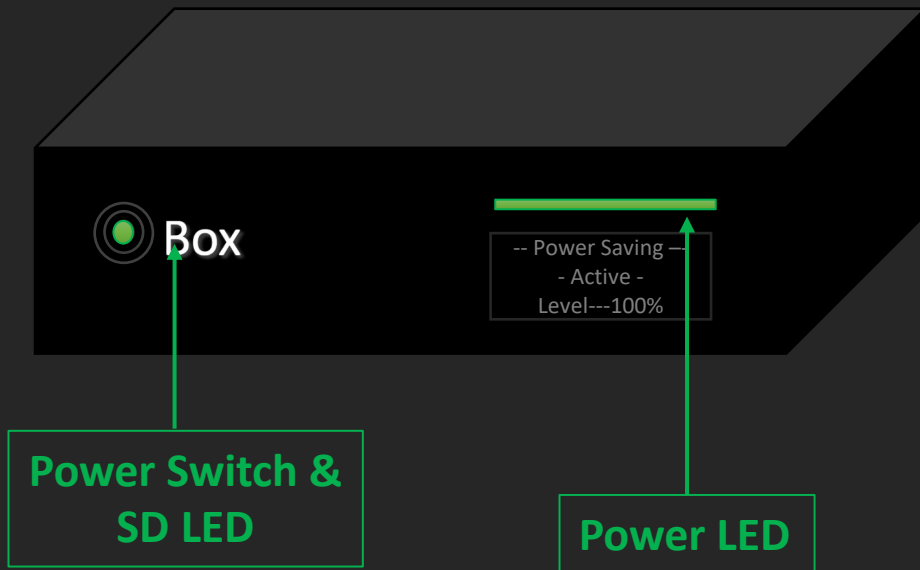 Box
-- Power Saving --
- Active -
Level---100%
Power Switch &
SD LED
Power LED